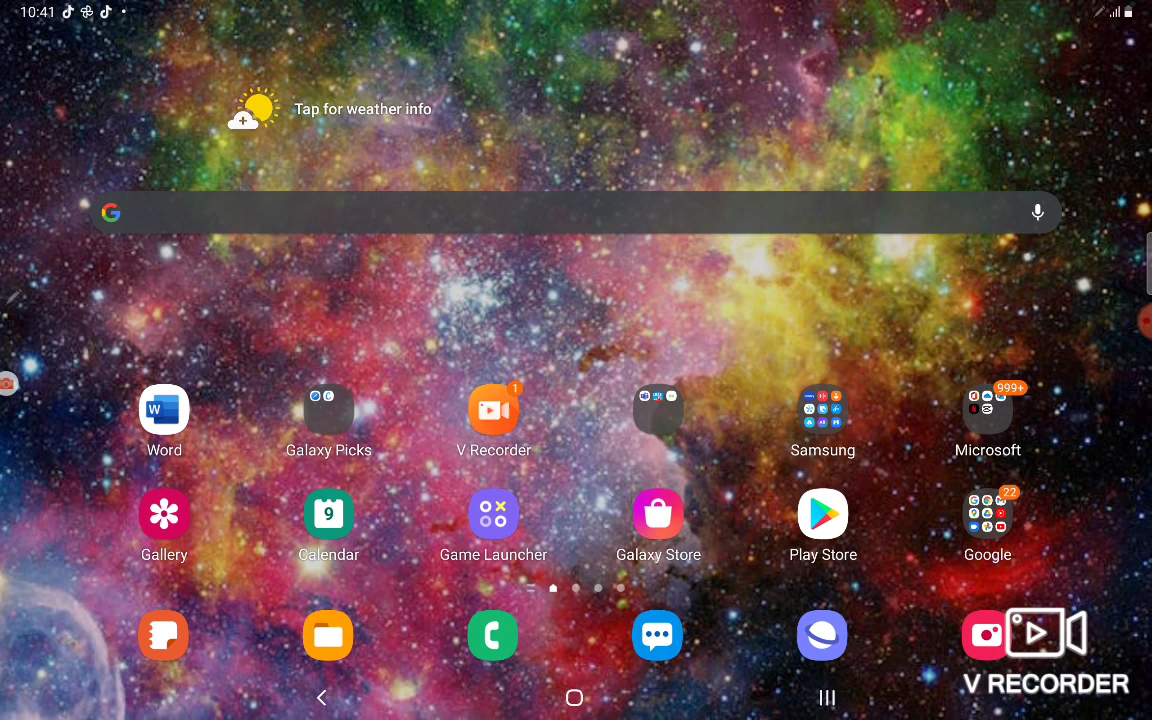 10:41
Tap for weather info
1
999+
Word
Galaxy Picks
V Recorder
Samsung
Microsoft
9
22
Gallery
Calendar
Game Launcher
Galaxy Store
Play Store
Google
V RECORDER